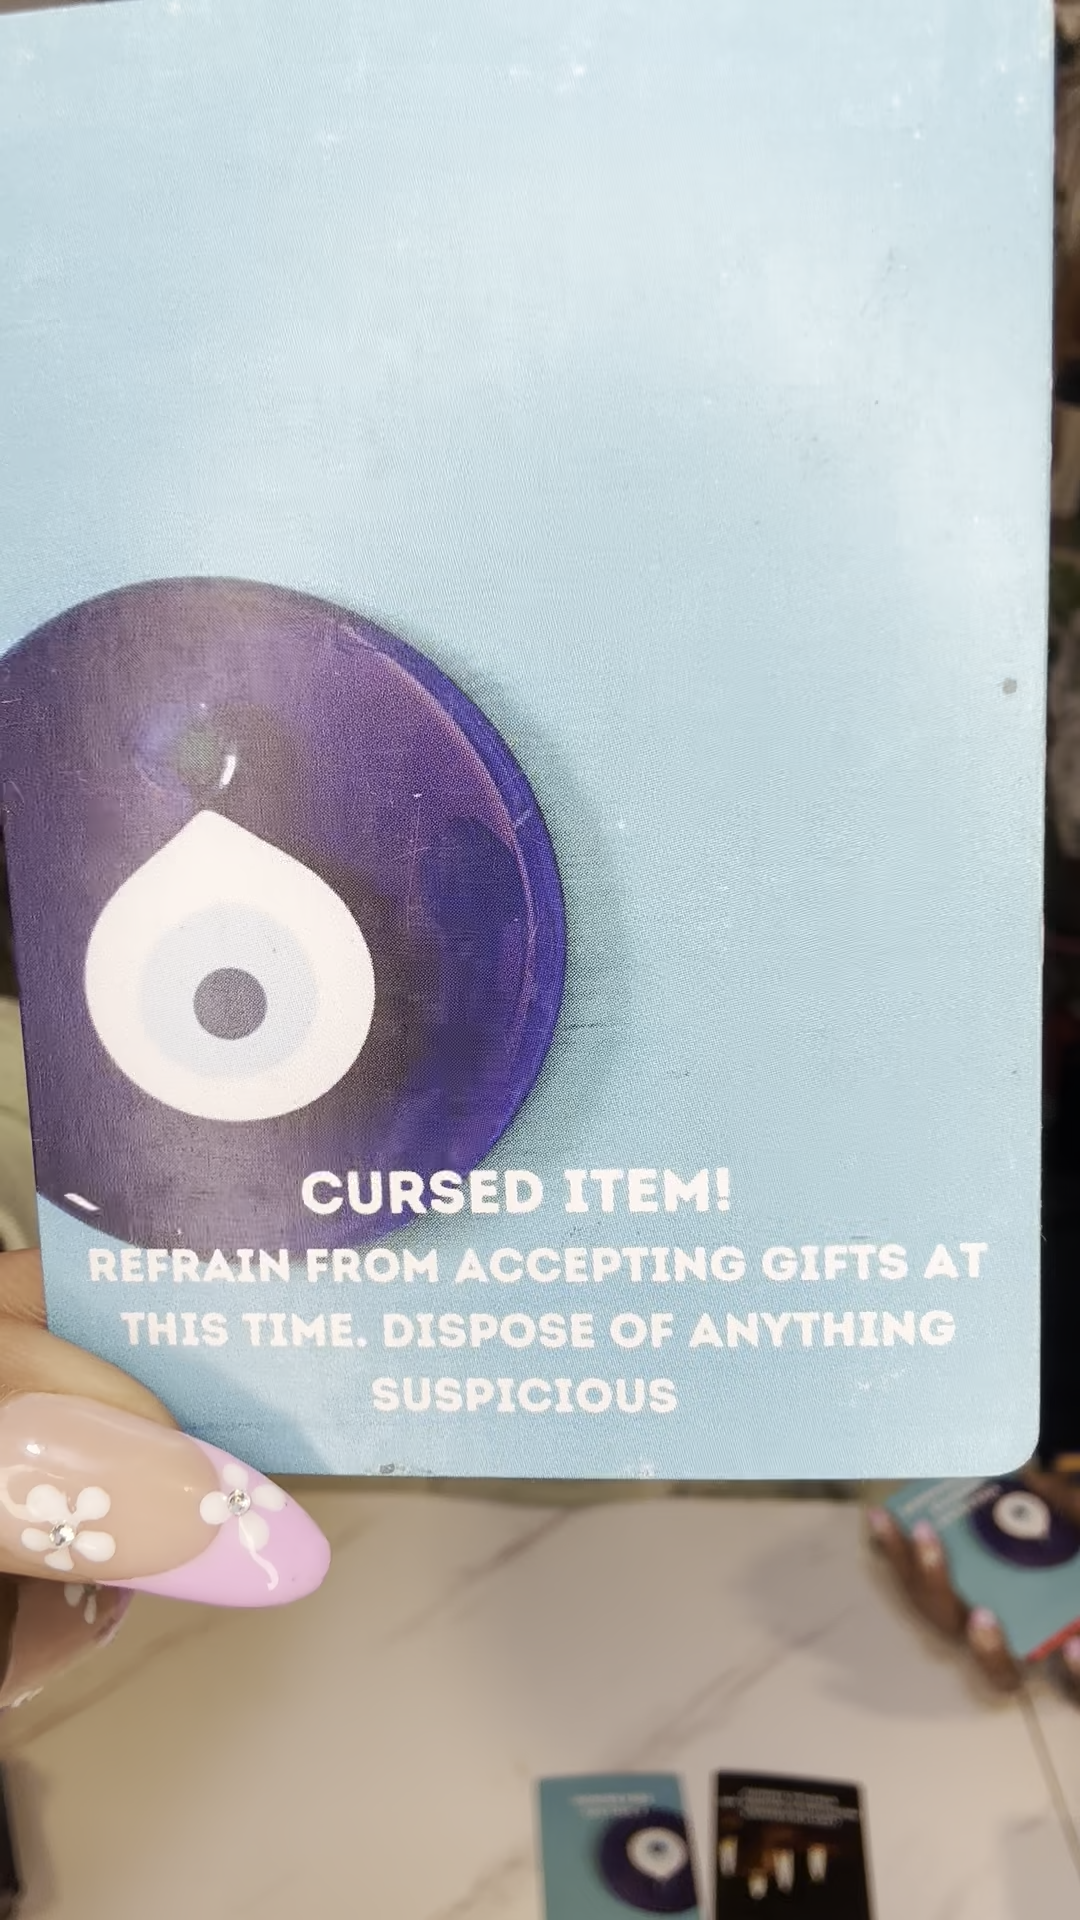 CURSED ITEM!
REFRAIN FROM ACCEPTING GIFTS AT
THIS TIME. DISPOSE OF ANYTHING
SUSPICIOUS